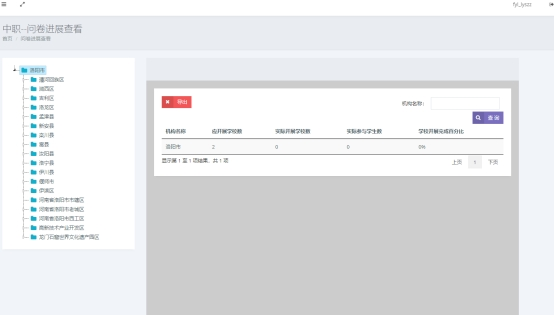 fyi_lyszz
中职--问卷进展查看
首页 / 问卷进展查看
洛阳市
瀍河回族区
涧西区
吉利区
洛龙区
孟津县
新安县
栾川县
嵩县
汝阳县
洛宁县
伊川县
偃师市
伊滨区
河南省洛阳市市辖区
河南省洛阳市老城区
河南省洛阳市西工区
高新技术产业开发区
龙门石窟世界文化遗产园区
导出
机构名称：
查 询
机构名称 应开展学校数 实际开展学校数 实际参与学生数 学校开展完成百分比
洛阳市 2 0 0 0%
显示第 1 至 1 项结果，共 1 项
上页 1 下页